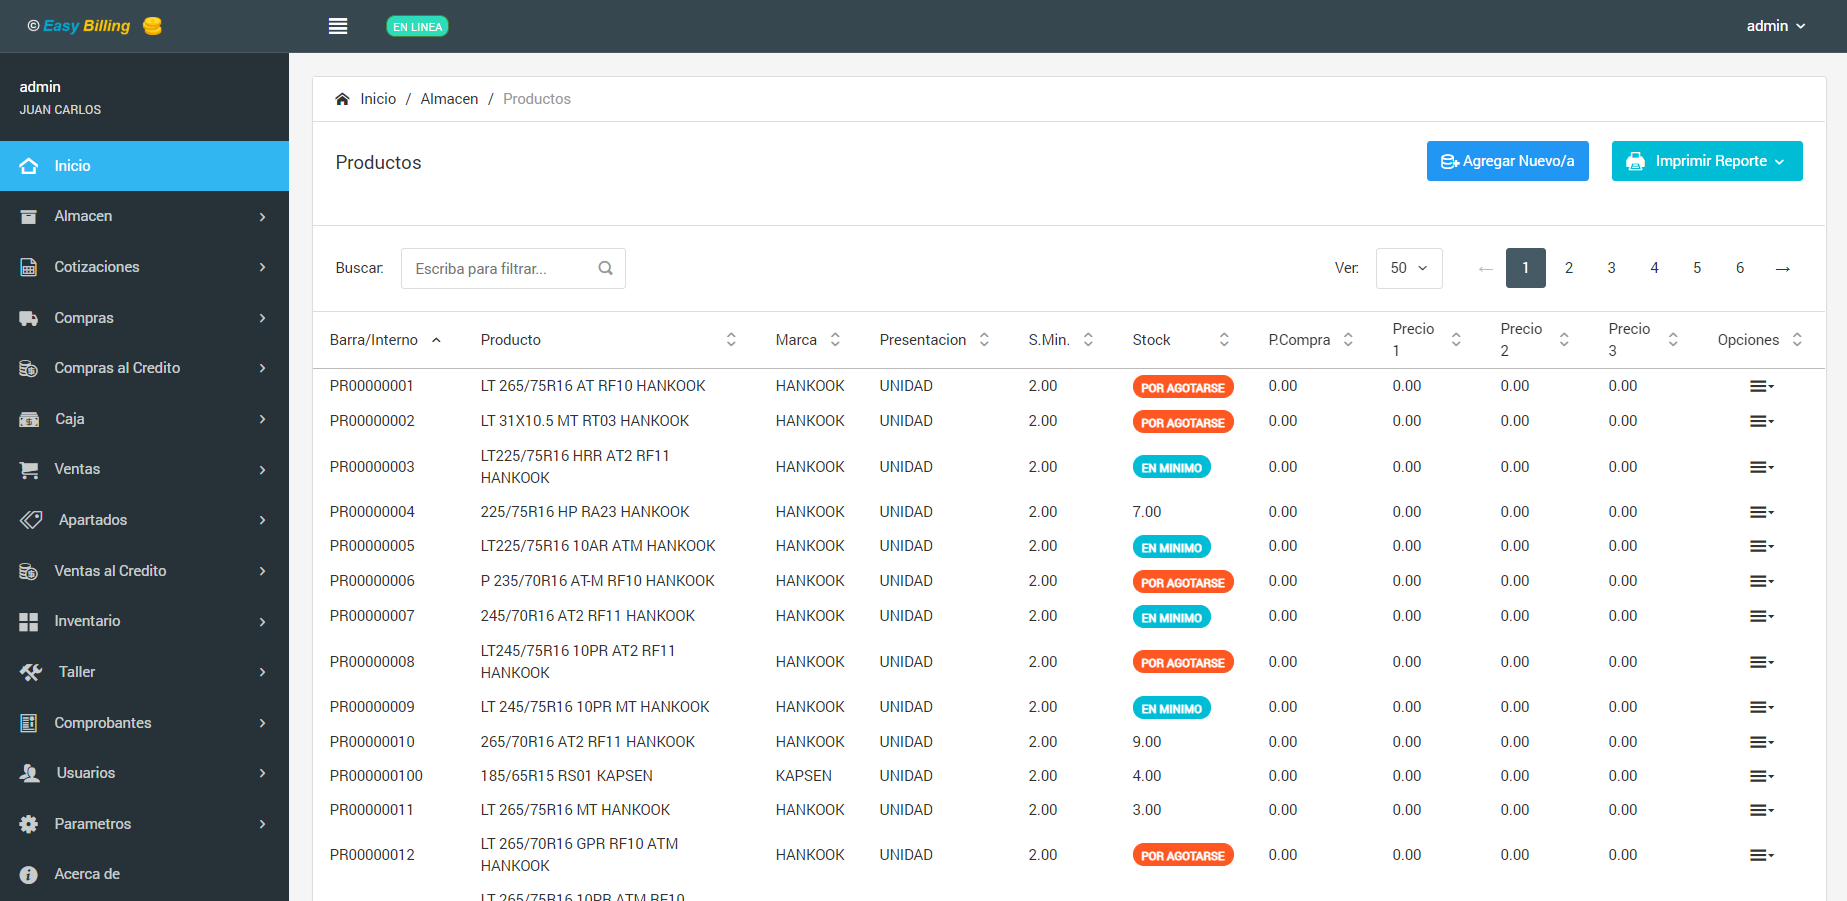 © Easy Billing
EN LINEA
admin
admin
JUAN CARLOS
Inicio
Almacen
Cotizaciones
Compras
Compras al Credito
Caja
Ventas
Apartados
Ventas al Credito
Inventario
Taller
Comprobantes
Usuarios
Parametros
Acerca de
Inicio / Almacen / Productos
Productos
Agregar Nuevo/a
Imprimir Reporte
Buscar: Escriba para filtrar...
Ver: 50 ← 1 2 3 4 5 6 →
Barra/Interno Producto Marca Presentacion S.Min. Stock P.Compra Precio 1 Precio 2 Precio 3 Opciones
PR00000001 LT 265/75R16 AT RF10 HANKOOK HANKOOK UNIDAD 2.00 POR AGOTARSE 0.00 0.00 0.00 0.00
PR00000002 LT 31X10.5 MT RT03 HANKOOK HANKOOK UNIDAD 2.00 POR AGOTARSE 0.00 0.00 0.00 0.00
PR00000003 LT225/75R16 HRR AT2 RF11 HANKOOK HANKOOK UNIDAD 2.00 EN MINIMO 0.00 0.00 0.00 0.00
PR00000004 225/75R16 HP RA23 HANKOOK HANKOOK UNIDAD 2.00 7.00 0.00 0.00 0.00 0.00
PR00000005 LT225/75R16 10AR ATM HANKOOK HANKOOK UNIDAD 2.00 EN MINIMO 0.00 0.00 0.00 0.00
PR00000006 P 235/70R16 AT-M RF10 HANKOOK HANKOOK UNIDAD 2.00 POR AGOTARSE 0.00 0.00 0.00 0.00
PR00000007 245/70R16 AT2 RF11 HANKOOK HANKOOK UNIDAD 2.00 EN MINIMO 0.00 0.00 0.00 0.00
PR00000008 LT245/75R16 10PR AT2 RF11 HANKOOK HANKOOK UNIDAD 2.00 POR AGOTARSE 0.00 0.00 0.00 0.00
PR00000009 LT 245/75R16 10PR MT HANKOOK HANKOOK UNIDAD 2.00 EN MINIMO 0.00 0.00 0.00 0.00
PR00000010 265/70R16 AT2 RF11 HANKOOK HANKOOK UNIDAD 2.00 9.00 0.00 0.00 0.00 0.00
PR000000100 185/65R15 RS01 KAPSEN KAPSEN UNIDAD 2.00 4.00 0.00 0.00 0.00 0.00
PR00000011 LT 265/75R16 MT HANKOOK HANKOOK UNIDAD 2.00 3.00 0.00 0.00 0.00 0.00
PR00000012 LT 265/70R16 GPR RF10 ATM HANKOOK HANKOOK UNIDAD 2.00 POR AGOTARSE 0.00 0.00 0.00 0.00
LT 265/75R16 10PR ATM RF10